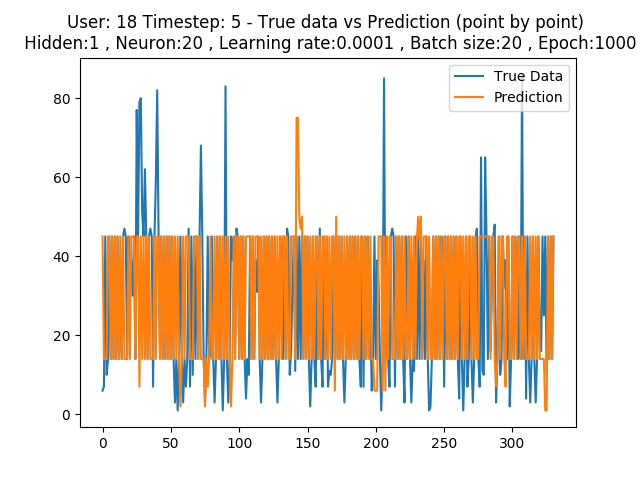 User: 18 Timestep: 5 - True data vs Prediction (point by point)
Hidden:1 , Neuron:20 , Learning rate:0.0001 , Batch size:20 , Epoch:1000
True Data
Prediction
80
60
40
20
0
0 50 100 150 200 250 300